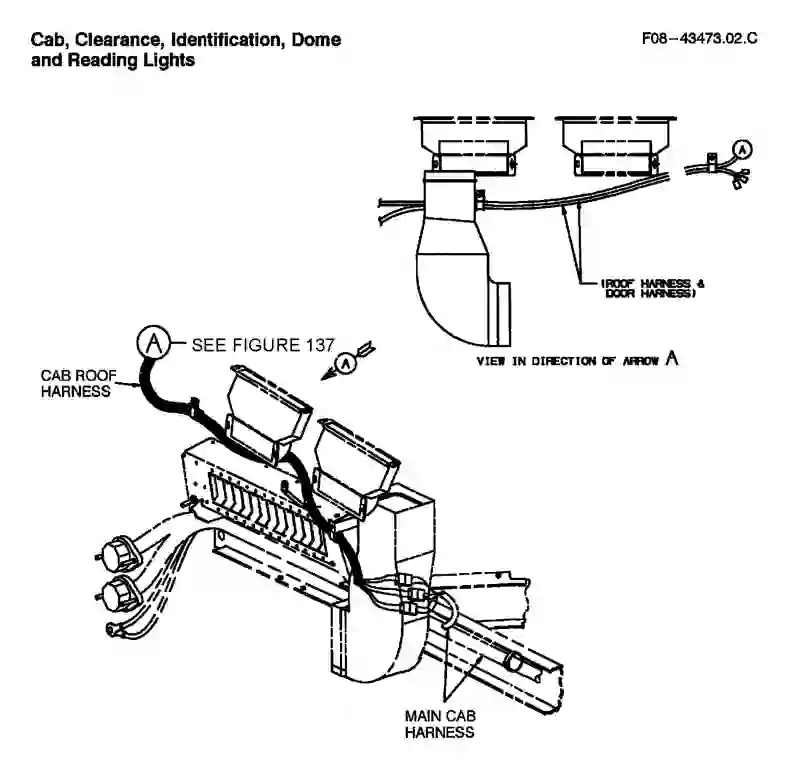 Cab, Clearance, Identification, Dome
and Reading Lights
F08-43473.02.C
A
(ROOF HARNESS &
DOOR HARNESS)
VIEW IN DIRECTION OF ARROW A
A
SEE FIGURE 137
A
CAB ROOF
HARNESS
MAIN CAB
HARNESS